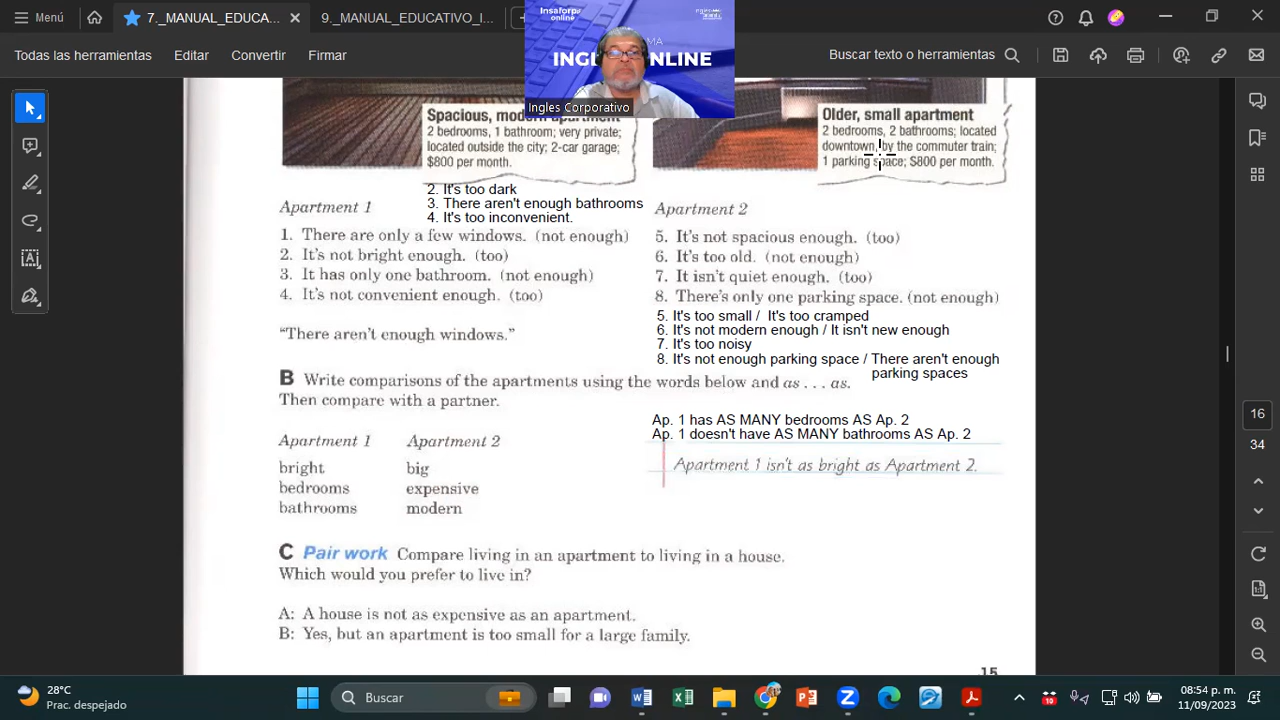 7._MANUAL_EDUCA...
9._MANUAL_EDUCATIVO_I...
Menú
Todas las herramientas
Editar
Convertir
Firmar
Buscar texto o herramientas
Insaforp
online
INGL NLINE
Ingles Corporativo
Spacious, modern apartment
2 bedrooms, 1 bathroom; very private;
located outside the city; 2-car garage;
$800 per month.
Older, small apartment
2 bedrooms, 2 bathrooms; located
downtown, by the commuter train;
1 parking space; $800 per month.
2. It's too dark
3. There aren't enough bathrooms
4. It's too inconvenient.
Apartment 1
1. There are only a few windows. (not enough)
2. It's not bright enough. (too)
3. It has only one bathroom. (not enough)
4. It's not convenient enough. (too)
"There aren't enough windows."
Apartment 2
5. It's not spacious enough. (too)
6. It's too old. (not enough)
7. It isn't quiet enough. (too)
8. There's only one parking space. (not enough)
5. It's too small / It's too cramped
6. It's not modern enough / It isn't new enough
7. It's too noisy
8. It's not enough parking space / There aren't enough
parking spaces
B Write comparisons of the apartments using the words below and as . . . as.
Then compare with a partner.
Apartment 1 Apartment 2
bright big
bedrooms expensive
bathrooms modern
Ap. 1 has AS MANY bedrooms AS Ap. 2
Ap. 1 doesn't have AS MANY bathrooms AS Ap. 2
Apartment 1 isn't as bright as Apartment 2.
C Pair work Compare living in an apartment to living in a house.
Which would you prefer to live in?
A: A house is not as expensive as an apartment.
B: Yes, but an apartment is too small for a large family.
15
16
34
28°C
Prc. despejado
Buscar
08:54 p. m.
11/09/2023